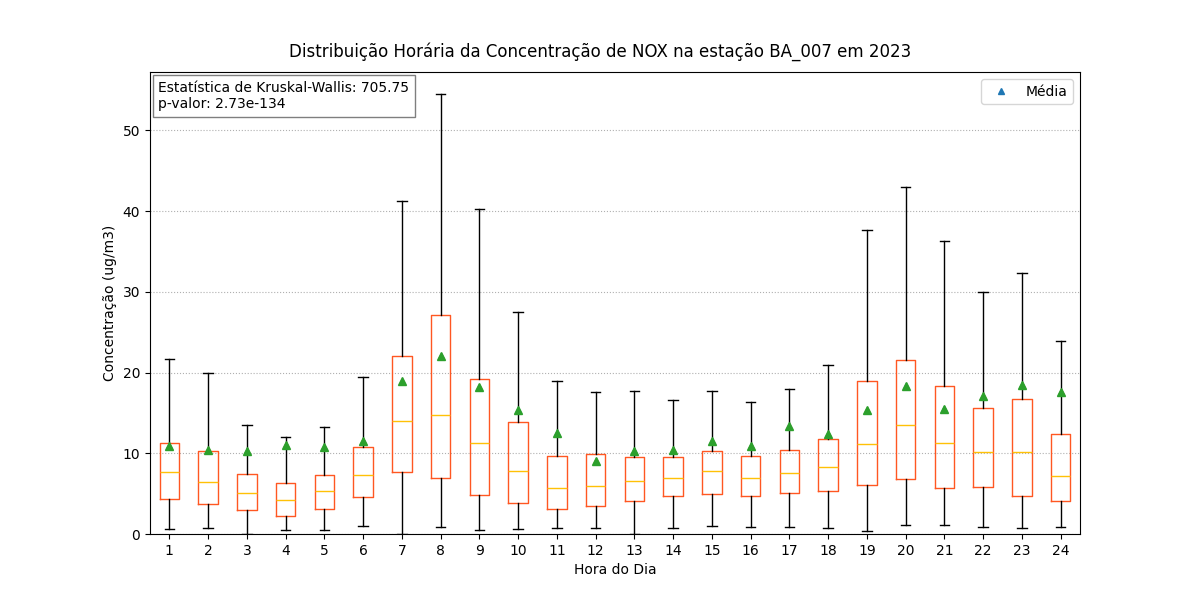 Distribuição Horária da Concentração de NOX na estação BA_007 em 2023
Estatística de Kruskal-Wallis: 705.75
p-valor: 2.73e-134
Média
50
40
30
20
10
0
Concentração (ug/m3)
1 2 3 4 5 6 7 8 9 10 11 12 13 14 15 16 17 18 19 20 21 22 23 24
Hora do Dia